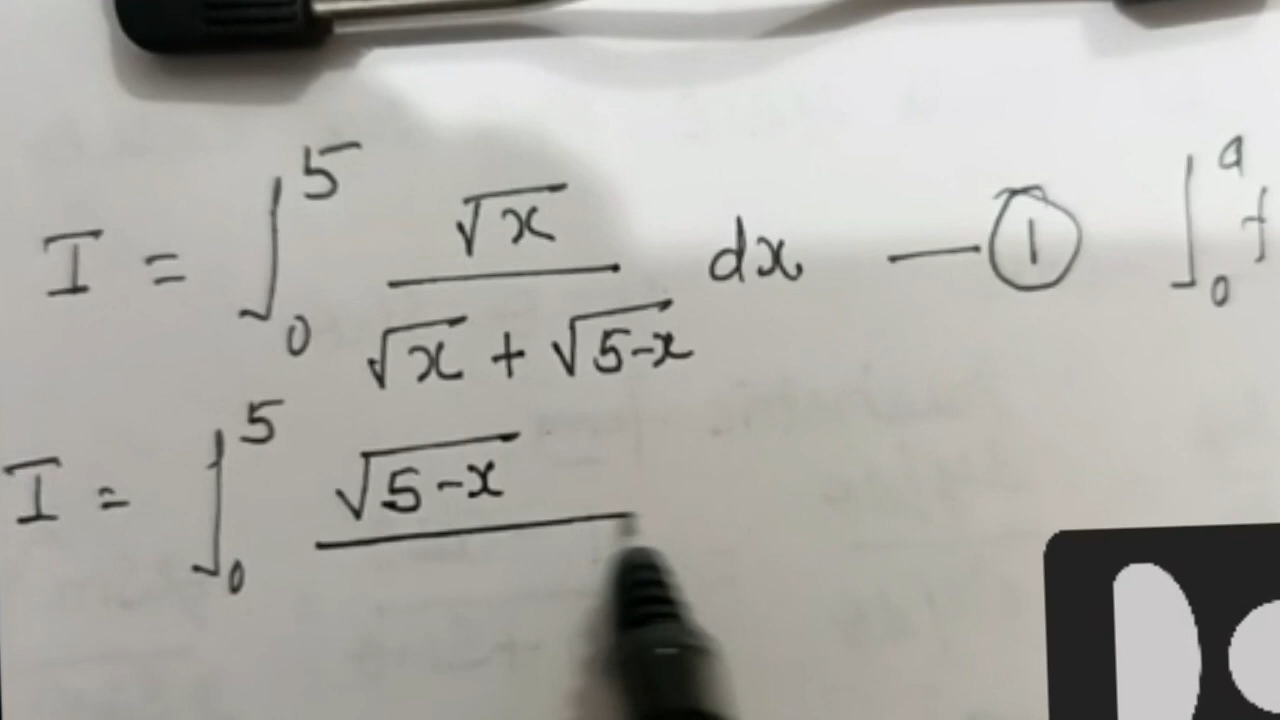 I = ∫₀⁵ √x / (√x + √(5-x)) dx — ① ∫₀ᵃ f
I = ∫₀⁵ √(5-x)